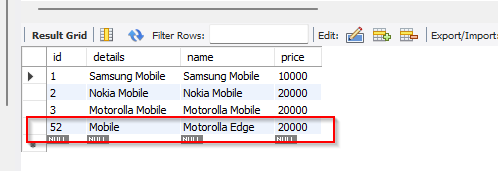 Result Grid Filter Rows: Edit: Export/Import:
id details name price
1 Samsung Mobile Samsung Mobile 10000
2 Nokia Mobile Nokia Mobile 20000
3 Motorolla Mobile Motorolla Mobile 20000
52 Mobile Motorolla Edge 20000
NULL NULL NULL NULL